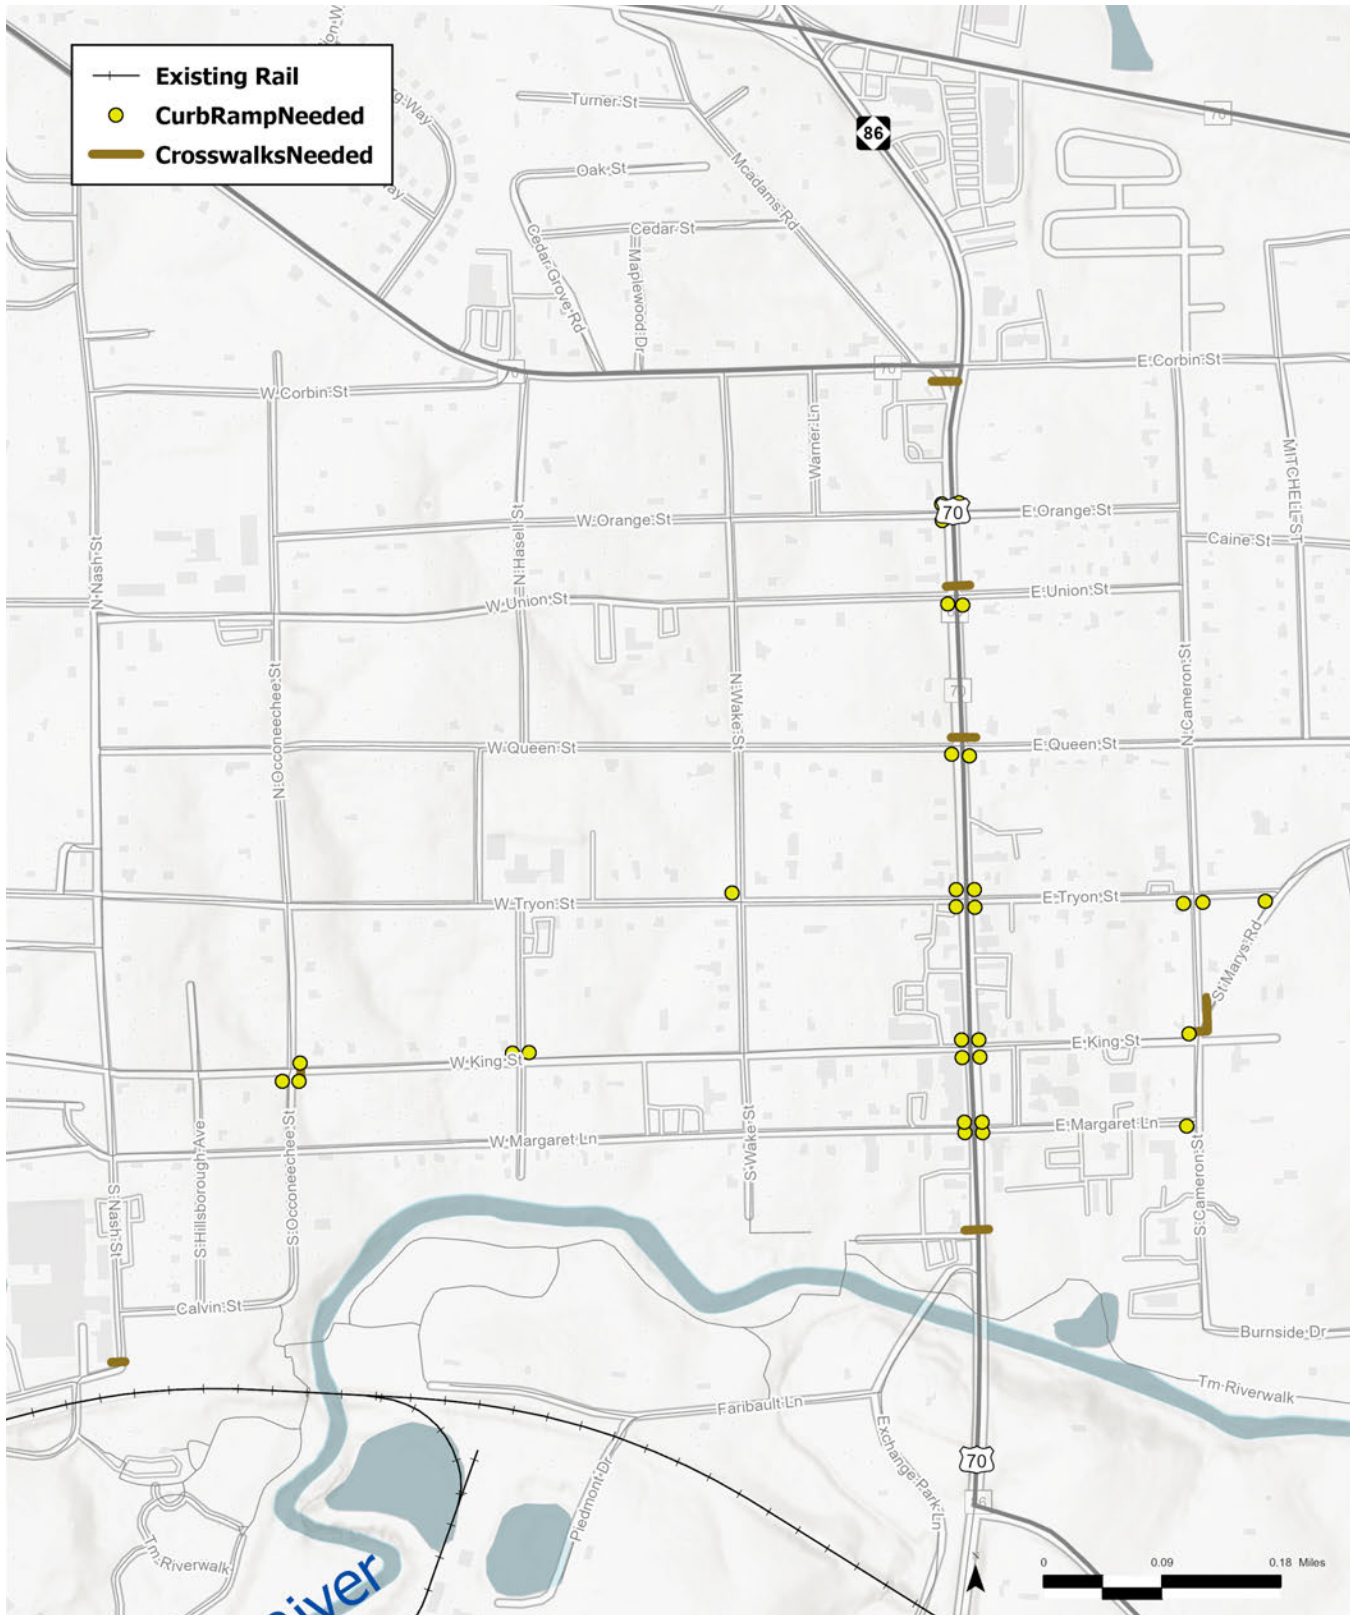 Existing Rail
CurbRampNeeded
CrosswalksNeeded
Turner St
86
76
Oak St
Mcadams Rd
Cedar St
Cedar Grove Rd
Maplewood Dr
E Corbin St
70
W Corbin St
Warner Ln
MITCHELL ST
N Nash St
N Hasell St
W Orange St
70
E Orange St
Caine St
W Union St
E Union St
N Occoneechee St
N Wake St
70
N Cameron St
W Queen St
E Queen St
W Tryon St
E Tryon St
St Marys Rd
W King St
E King St
S Hillsborough Ave
S Occoneechee St
W Margaret Ln
S Wake St
E Margaret Ln
S Nash St
S Cameron St
Calvin St
Burnside Dr
Tm Riverwalk
Faribault Ln
Exchange Park Ln
70
Piedmont Dr
Tm Riverwalk
River
N
0 0.09 0.18 Miles